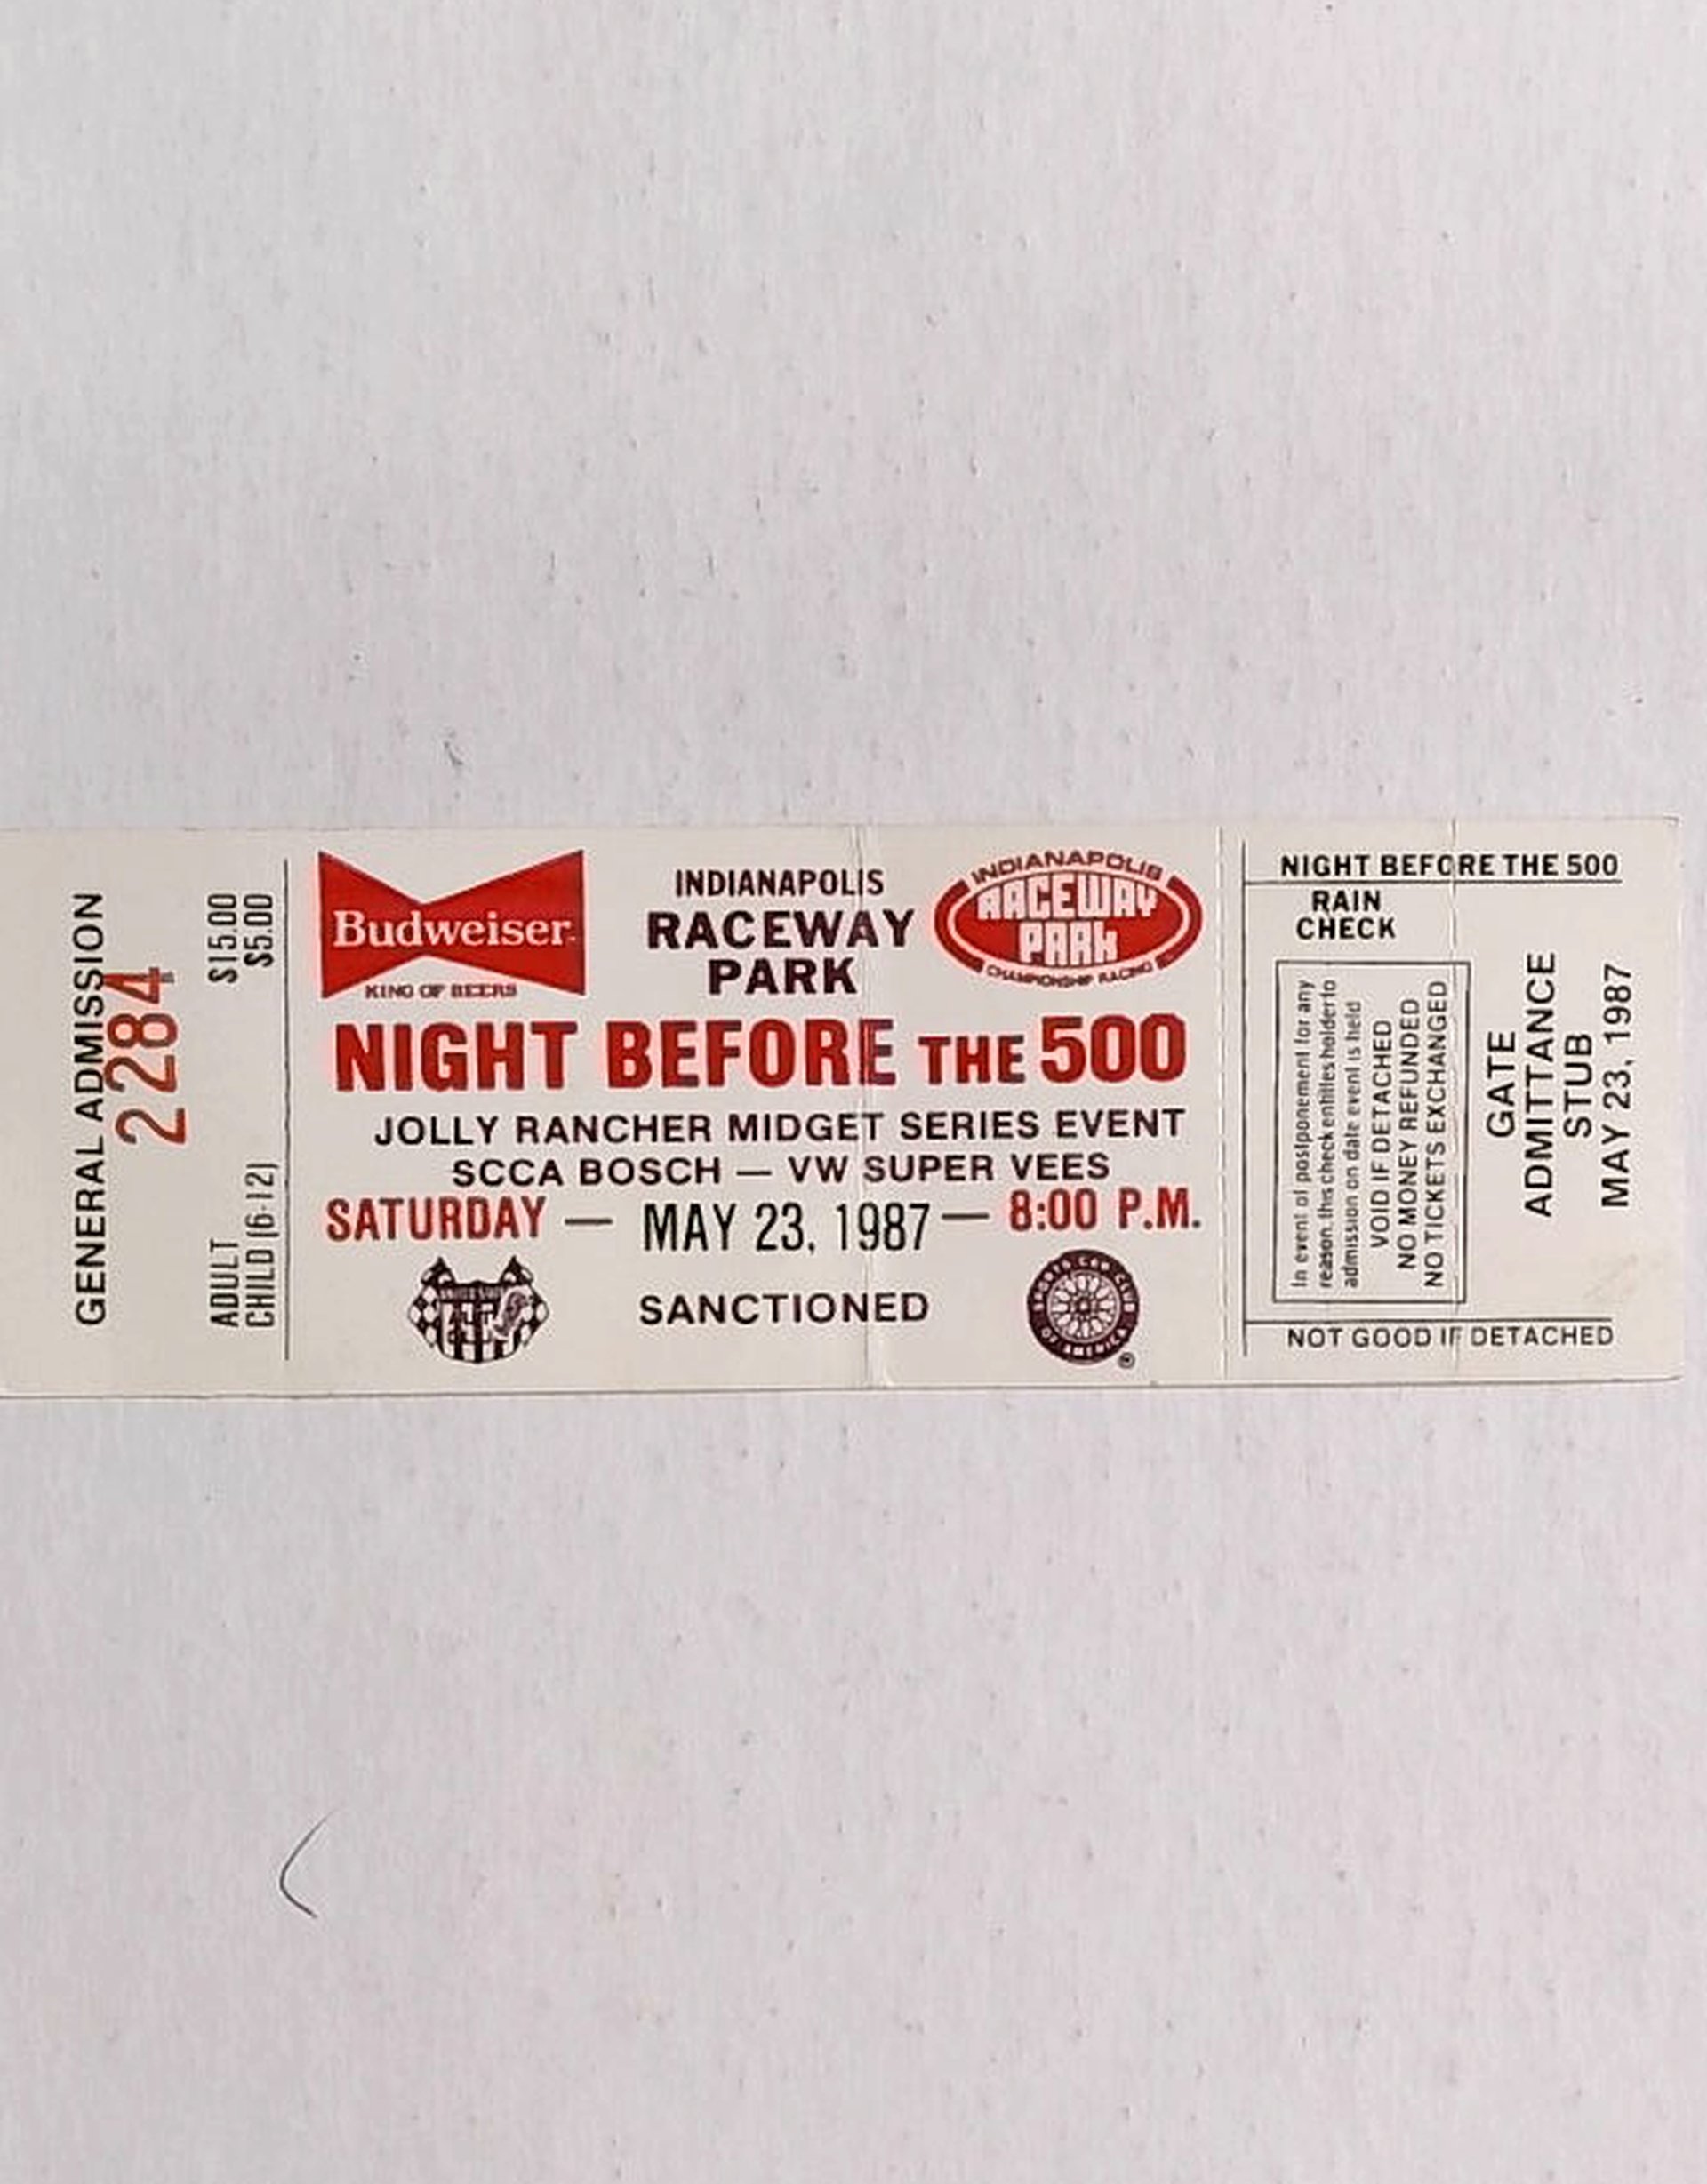 GENERAL ADMISSION
2284
ADULT $15.00
CHILD (6-12) $5.00
Budweiser
KING OF BEERS
INDIANAPOLIS
RACEWAY
PARK
INDIANAPOLIS
RACEWAY
PARK
CHAMPIONSHIP RACING
NIGHT BEFORE THE 500
JOLLY RANCHER MIDGET SERIES EVENT
SCCA BOSCH — VW SUPER VEES
SATURDAY — MAY 23, 1987 — 8:00 P.M.
SANCTIONED
SPORTS CAR CLUB
OF AMERICA
®
NIGHT BEFORE THE 500
RAIN
CHECK
In event of postponement for any
reason, this check entitles holder to
admission on date event is held
VOID IF DETACHED
NO MONEY REFUNDED
NO TICKETS EXCHANGED
GATE
ADMITTANCE
STUB
MAY 23, 1987
NOT GOOD IF DETACHED